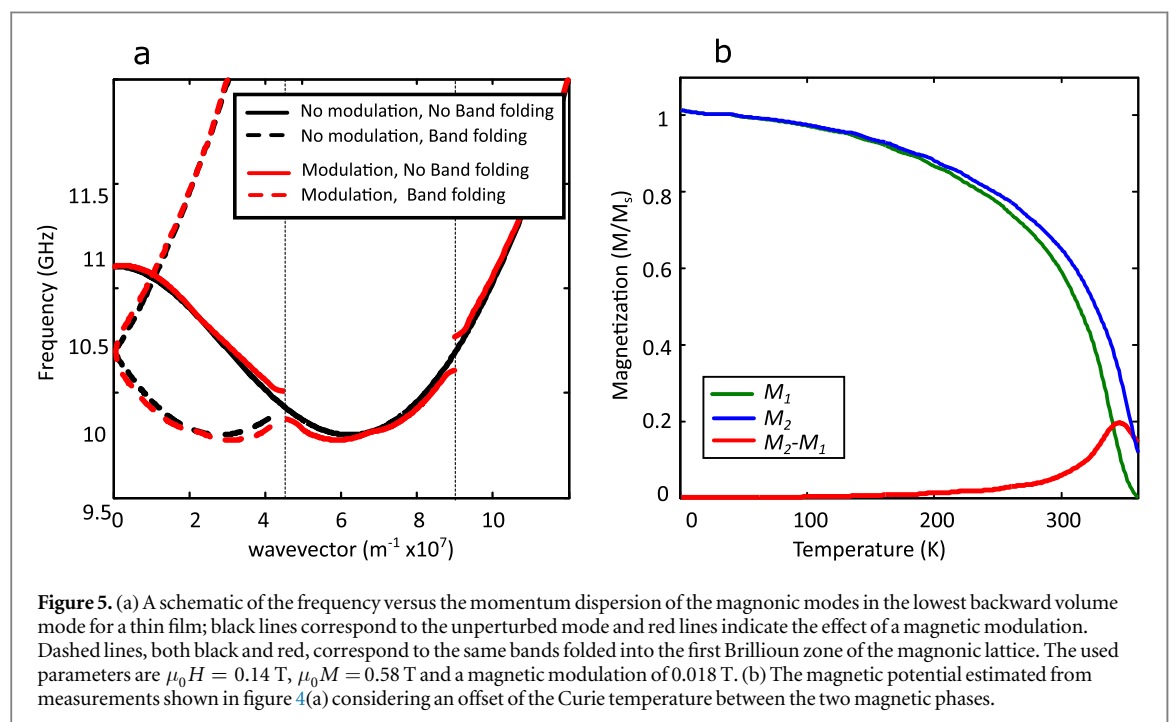 a
No modulation, No Band folding
No modulation, Band folding
Modulation, No Band folding
Modulation, Band folding
Frequency (GHz)
11.5
11
10.5
10
9.5
0 2 4 6 8 10
wavevector (m⁻¹ x10⁷)
b
Magnetization (M/Mₛ)
1
0.8
0.6
0.4
0.2
0
M₁
M₂
M₂-M₁
0 100 200 300
Temperature (K)
Figure 5. (a) A schematic of the frequency versus the momentum dispersion of the magnonic modes in the lowest backward volume
mode for a thin film; black lines correspond to the unperturbed mode and red lines indicate the effect of a magnetic modulation.
Dashed lines, both black and red, correspond to the same bands folded into the first Brillioun zone of the magnonic lattice. The used
parameters are μ₀H = 0.14 T, μ₀M = 0.58 T and a magnetic modulation of 0.018 T. (b) The magnetic potential estimated from
measurements shown in figure 4(a) considering an offset of the Curie temperature between the two magnetic phases.